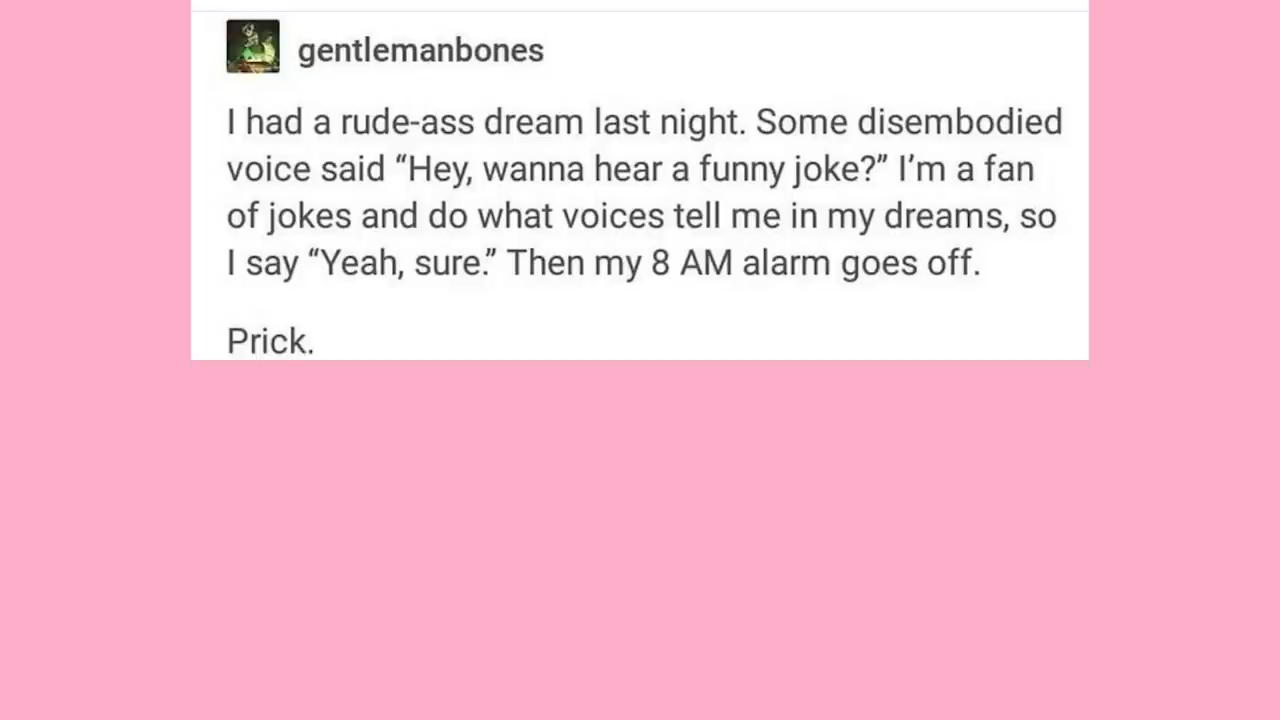 gentlemanbones
I had a rude-ass dream last night. Some disembodied
voice said “Hey, wanna hear a funny joke?” I’m a fan
of jokes and do what voices tell me in my dreams, so
I say “Yeah, sure.” Then my 8 AM alarm goes off.
Prick.